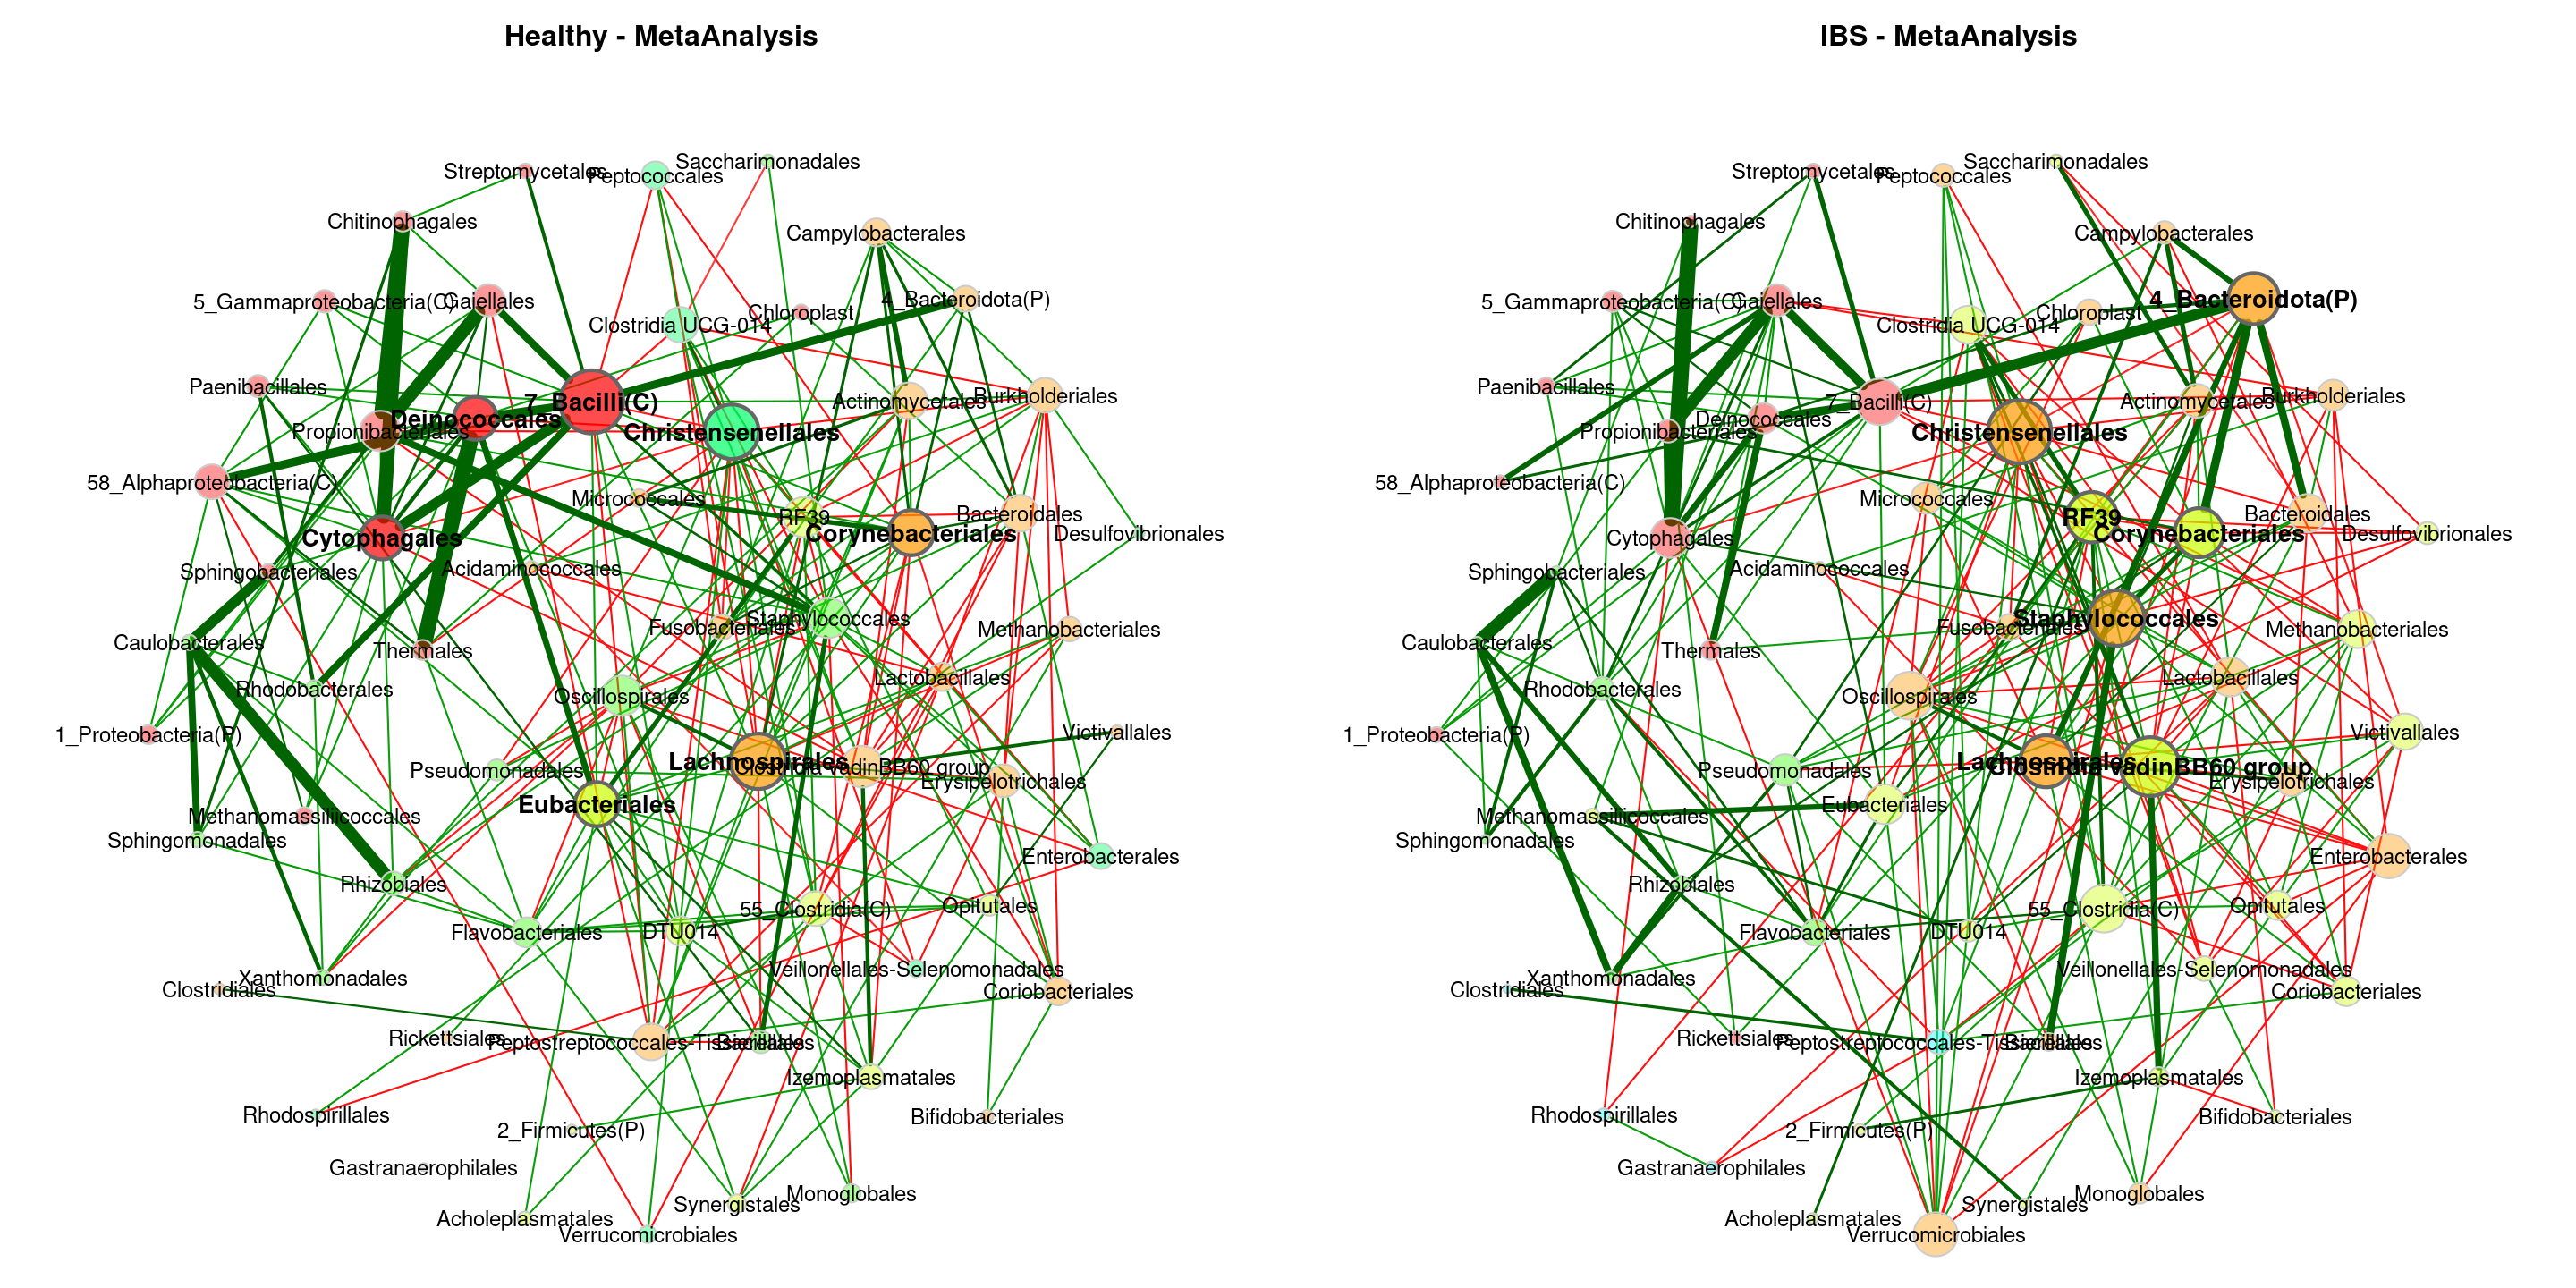 Healthy - MetaAnalysis
Streptomycetales
Peptococcales
Saccharimonadales
Chitinophagales
Campylobacterales
5_Gammaproteobacteria(C)
Gaiellales
4_Bacteroidota(P)
Chloroplast
Clostridia UCG-014
Paenibacillales
7_Bacilli(C)
Actinomycetales
Burkholderiales
Deinococcales
Propionibacteriales
Christensenellales
58_Alphaproteobacteria(C)
Micrococcales
RF39
Bacteroidales
Cytophagales
Corynebacteriales
Desulfovibrionales
Sphingobacteriales
Acidaminococcales
Staphylococcales
Fusobacteriales
Methanobacteriales
Caulobacterales
Thermales
Lactobacillales
Rhodobacterales
Oscillospirales
1_Proteobacteria(P)
Victivallales
Lachnospirales
Clostridia vadinBB60 group
Pseudomonadales
Erysipelotrichales
Eubacteriales
Methanomassiliicoccales
Sphingomonadales
Enterobacterales
Rhizobiales
55_Clostridia(C)
Opitutales
Flavobacteriales
DTU014
Veillonellales-Selenomonadales
Xanthomonadales
Clostridiales
Coriobacteriales
Rickettsiales
Peptostreptococcales-Tissierellales
Bacillales
Izemoplasmatales
Rhodospirillales
Bifidobacteriales
2_Firmicutes(P)
Gastranaerophilales
Monoglobales
Synergistales
Acholeplasmatales
Verrucomicrobiales
IBS - MetaAnalysis
Streptomycetales
Peptococcales
Saccharimonadales
Chitinophagales
Campylobacterales
5_Gammaproteobacteria(C)
Gaiellales
4_Bacteroidota(P)
Chloroplast
Clostridia UCG-014
Paenibacillales
7_Bacilli(C)
Actinomycetales
Burkholderiales
Deinococcales
Propionibacteriales
Christensenellales
58_Alphaproteobacteria(C)
Micrococcales
RF39
Bacteroidales
Cytophagales
Corynebacteriales
Desulfovibrionales
Sphingobacteriales
Acidaminococcales
Staphylococcales
Fusobacteriales
Methanobacteriales
Caulobacterales
Thermales
Lactobacillales
Rhodobacterales
Oscillospirales
1_Proteobacteria(P)
Victivallales
Lachnospirales
Clostridia vadinBB60 group
Pseudomonadales
Erysipelotrichales
Eubacteriales
Methanomassiliicoccales
Sphingomonadales
Enterobacterales
Rhizobiales
55_Clostridia(C)
Opitutales
Flavobacteriales
DTU014
Veillonellales-Selenomonadales
Xanthomonadales
Clostridiales
Coriobacteriales
Rickettsiales
Peptostreptococcales-Tissierellales
Bacillales
Izemoplasmatales
Rhodospirillales
Bifidobacteriales
2_Firmicutes(P)
Gastranaerophilales
Monoglobales
Synergistales
Acholeplasmatales
Verrucomicrobiales